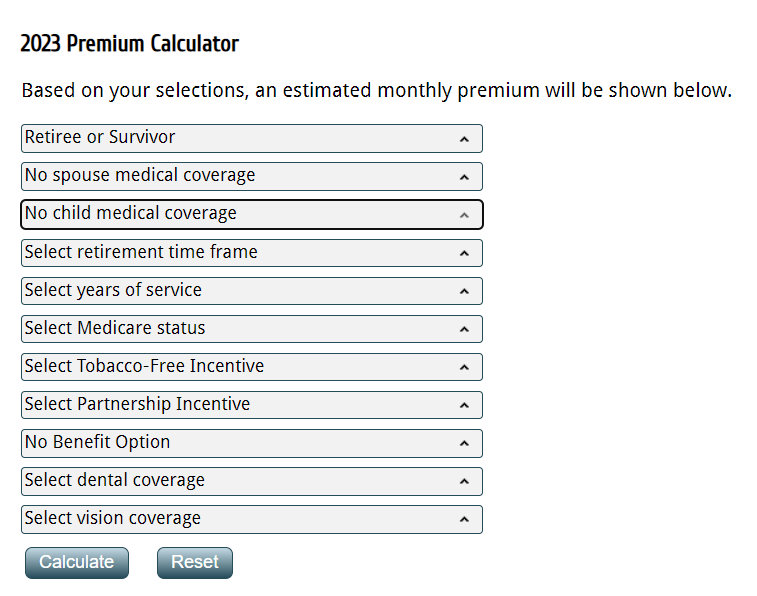 2023 Premium Calculator
Based on your selections, an estimated monthly premium will be shown below.
Retiree or Survivor
No spouse medical coverage
No child medical coverage
Select retirement time frame
Select years of service
Select Medicare status
Select Tobacco-Free Incentive
Select Partnership Incentive
No Benefit Option
Select dental coverage
Select vision coverage
Calculate Reset